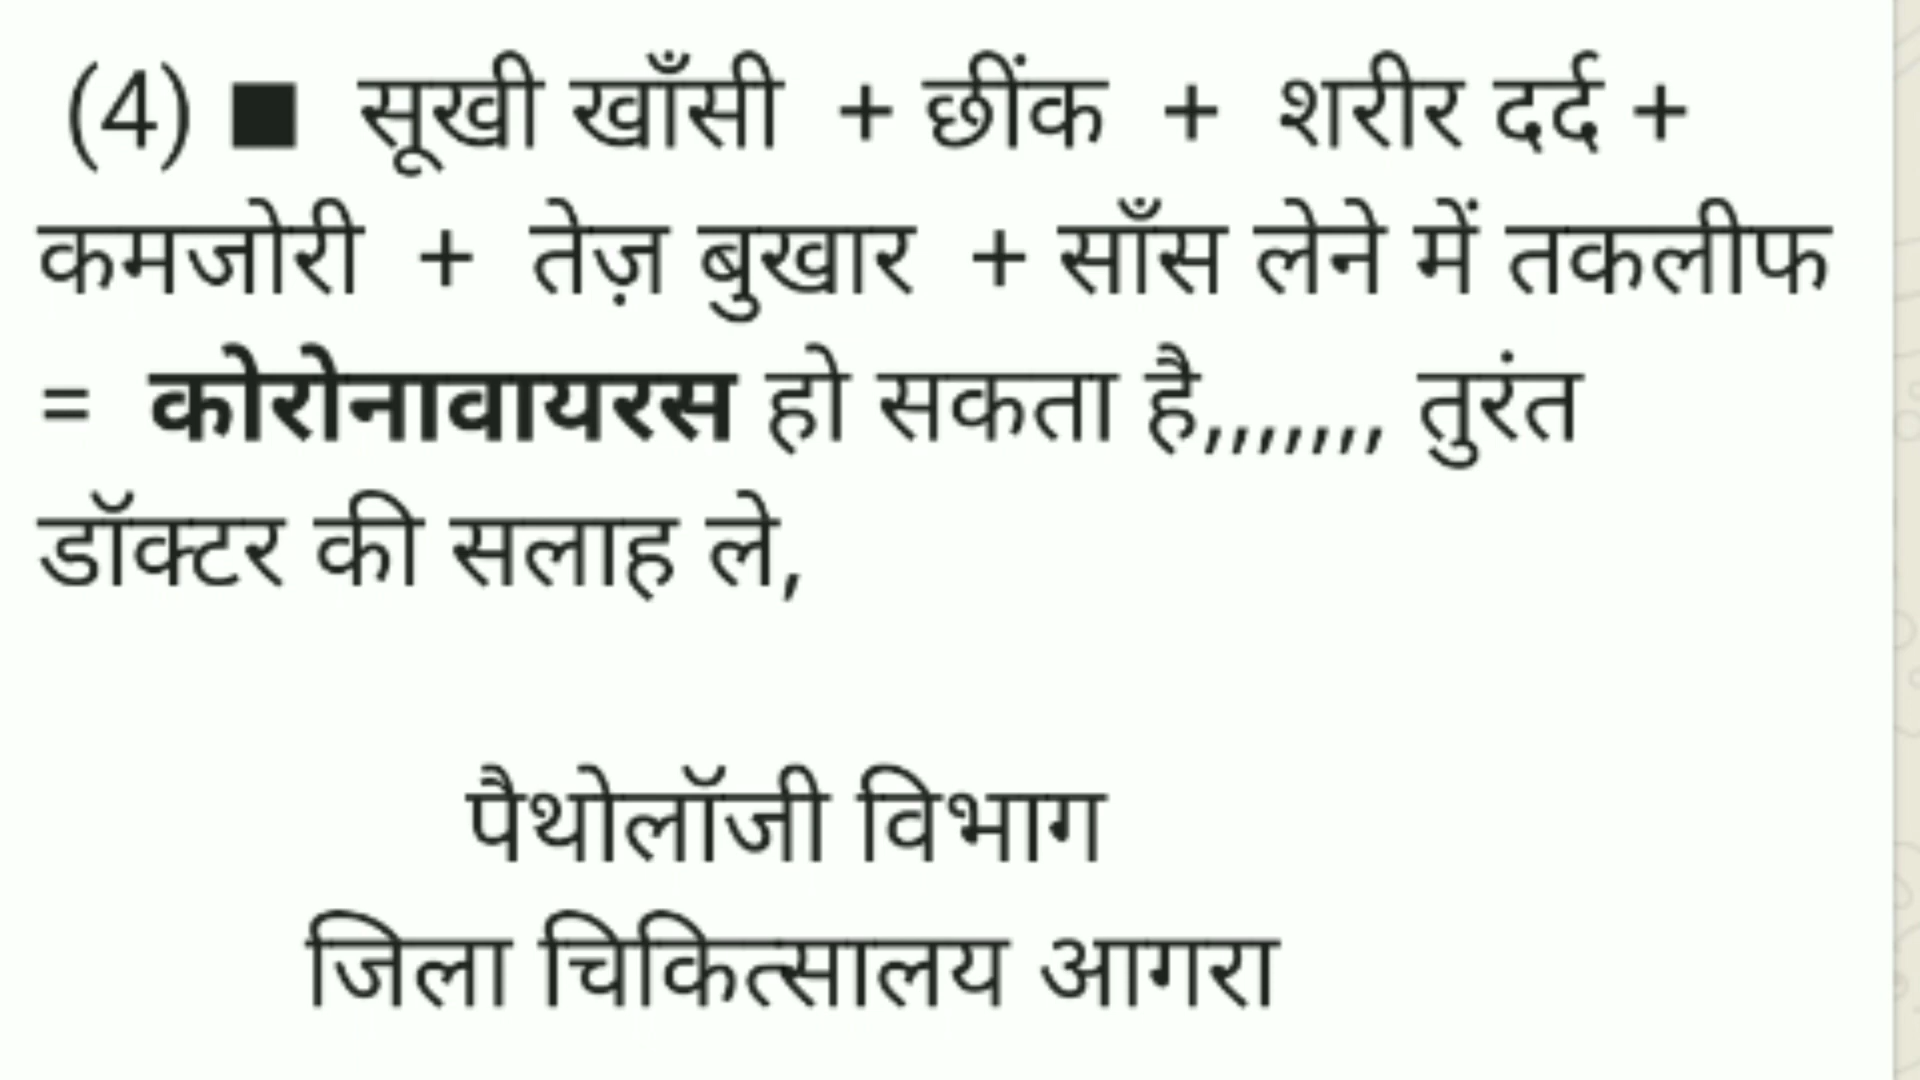 (4) ■ सूखी खाँसी + छींक + शरीर दर्द +
कमजोरी + तेज़ बुखार + साँस लेने में तकलीफ
= कोरोनावायरस हो सकता है,,,,,,, तुरंत
डॉक्टर की सलाह ले,
पैथोलॉजी विभाग
जिला चिकित्सालय आगरा